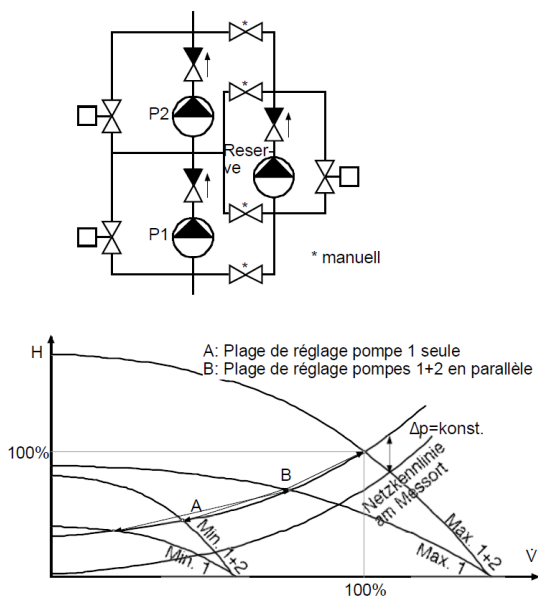 *
P2
*
Reser-
ve
P1
*
*
* manuell
H
A: Plage de réglage pompe 1 seule
B: Plage de réglage pompes 1+2 en parallèle
Δp=konst.
100%
B
A
Netzkennlinie
am Messort
Min. 1
Min. 1+2
Max. 1
Max. 1+2
V̇
100%